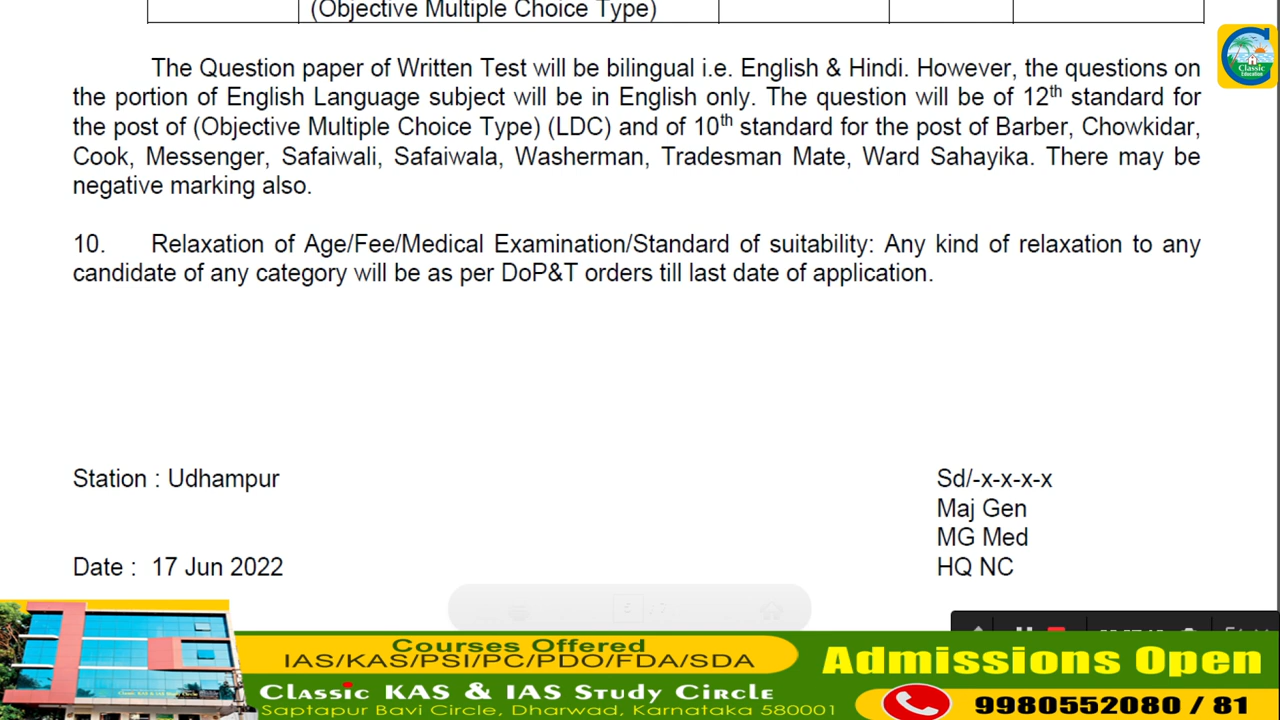 (Objective Multiple Choice Type)
Classic
Education
The Question paper of Written Test will be bilingual i.e. English & Hindi. However, the questions on
the portion of English Language subject will be in English only. The question will be of 12th standard for
the post of (Objective Multiple Choice Type) (LDC) and of 10th standard for the post of Barber, Chowkidar,
Cook, Messenger, Safaiwali, Safaiwala, Washerman, Tradesman Mate, Ward Sahayika. There may be
negative marking also.
10. Relaxation of Age/Fee/Medical Examination/Standard of suitability: Any kind of relaxation to any
candidate of any category will be as per DoP&T orders till last date of application.
Station : Udhampur
Sd/-x-x-x-x
Maj Gen
MG Med
Date : 17 Jun 2022
HQ NC
Courses Offered
IAS/KAS/PSI/PC/PDO/FDA/SDA
Classic KAS & IAS Study Circle
Saptapur Bavi Circle, Dharwad, Karnataka 580001
Admissions Open
9980552080 / 81